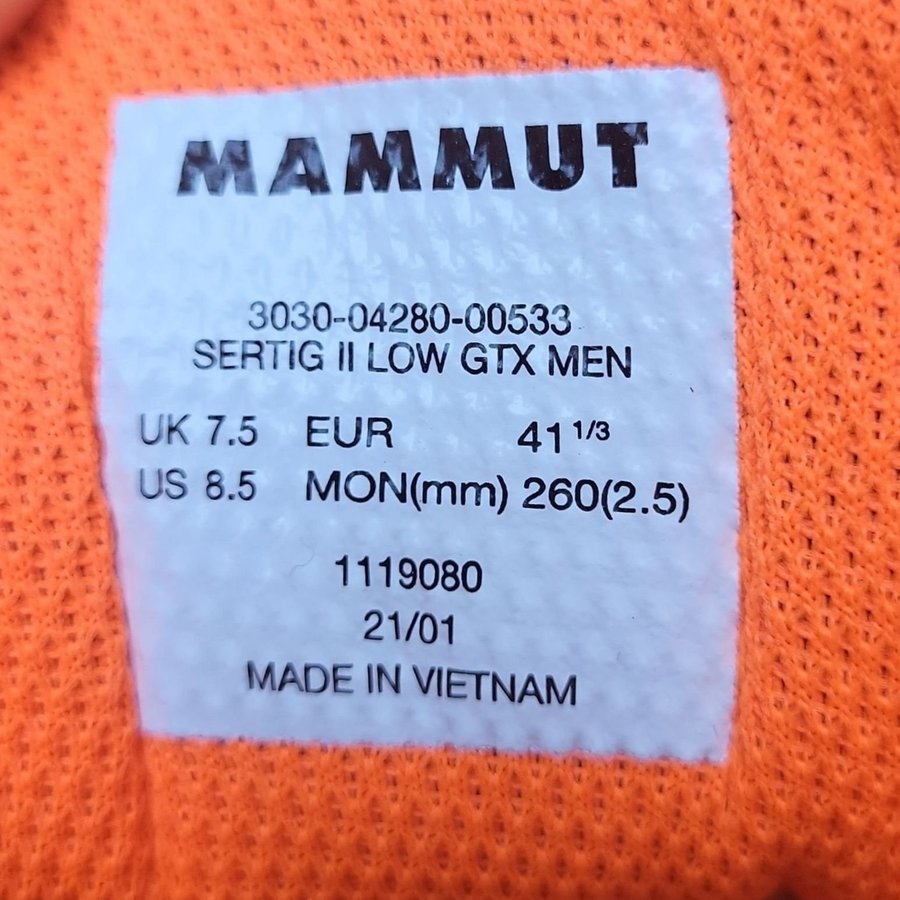 MAMMUT
3030-04280-00533
SERTIG II LOW GTX MEN
UK 7.5 EUR 41 1/3
US 8.5 MON(mm) 260(2.5)
1119080
21/01
MADE IN VIETNAM